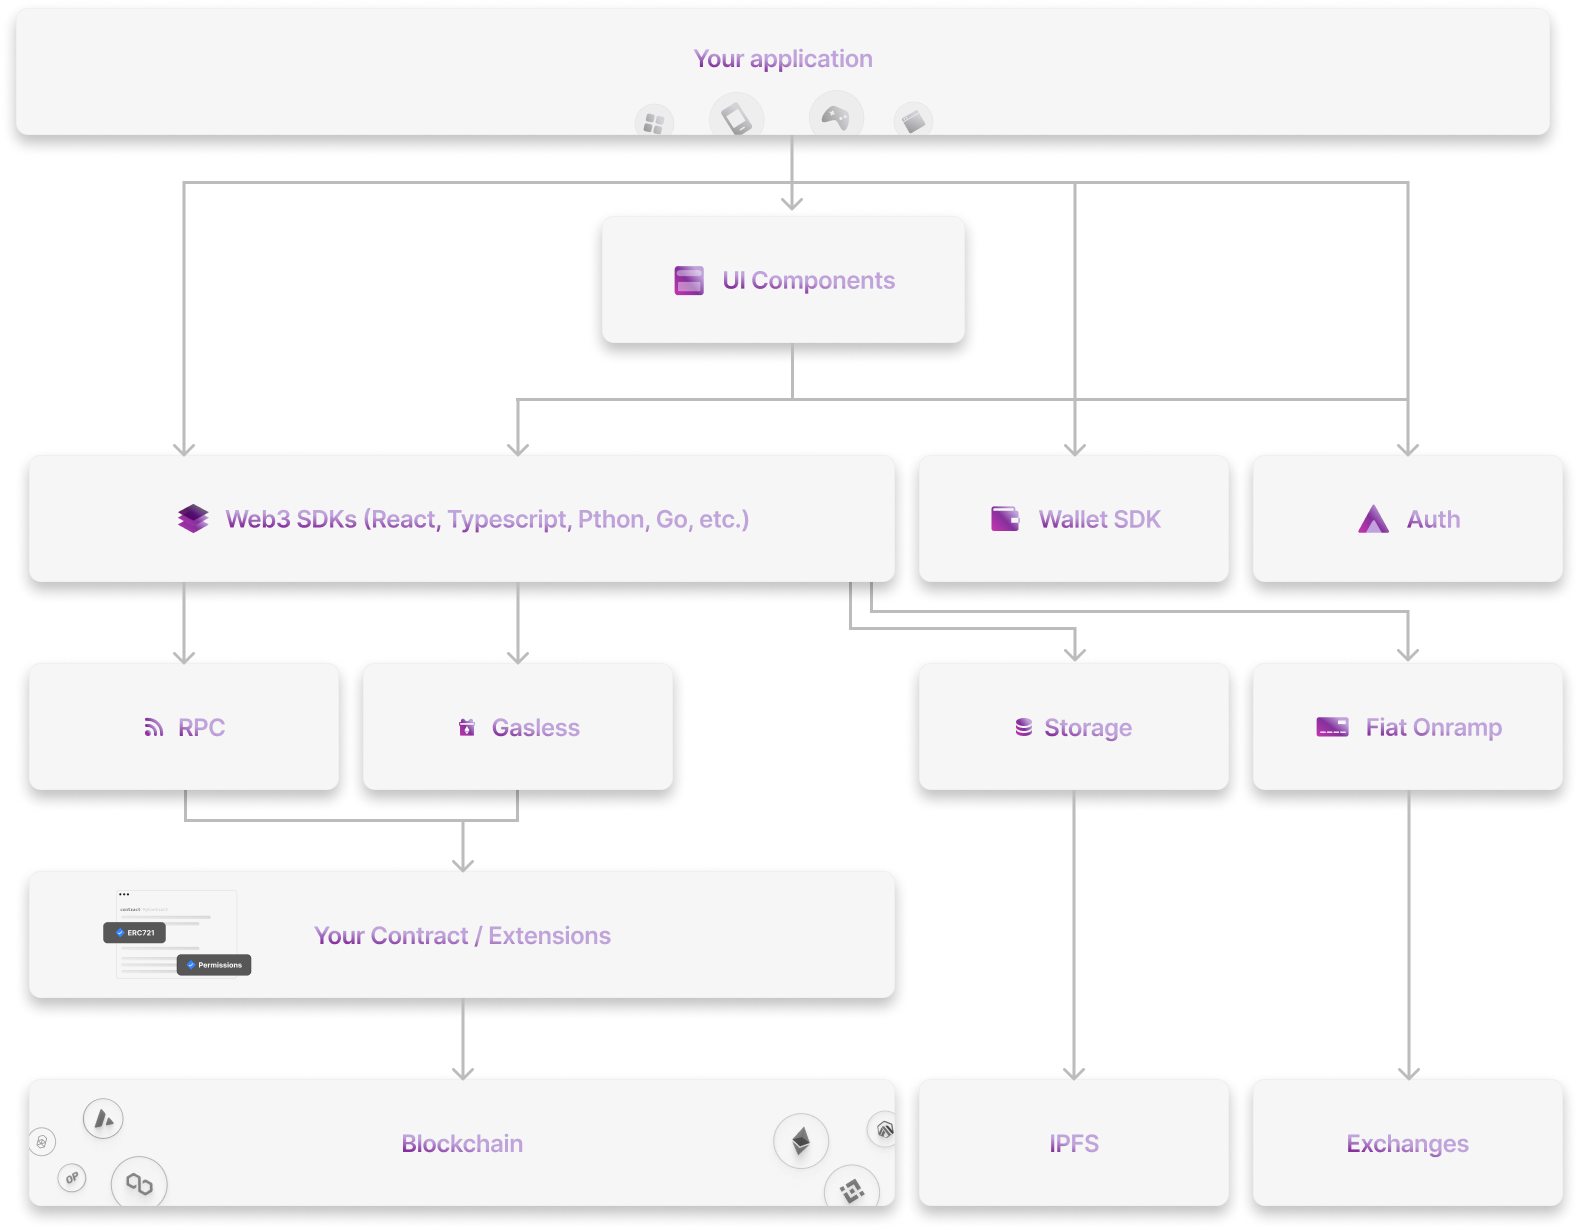 Your application
UI Components
Web3 SDKs (React, Typescript, Pthon, Go, etc.)
Wallet SDK
Auth
RPC
Gasless
Storage
Fiat Onramp
contract
ERC721
Permissions
Your Contract / Extensions
OP
Blockchain
IPFS
Exchanges